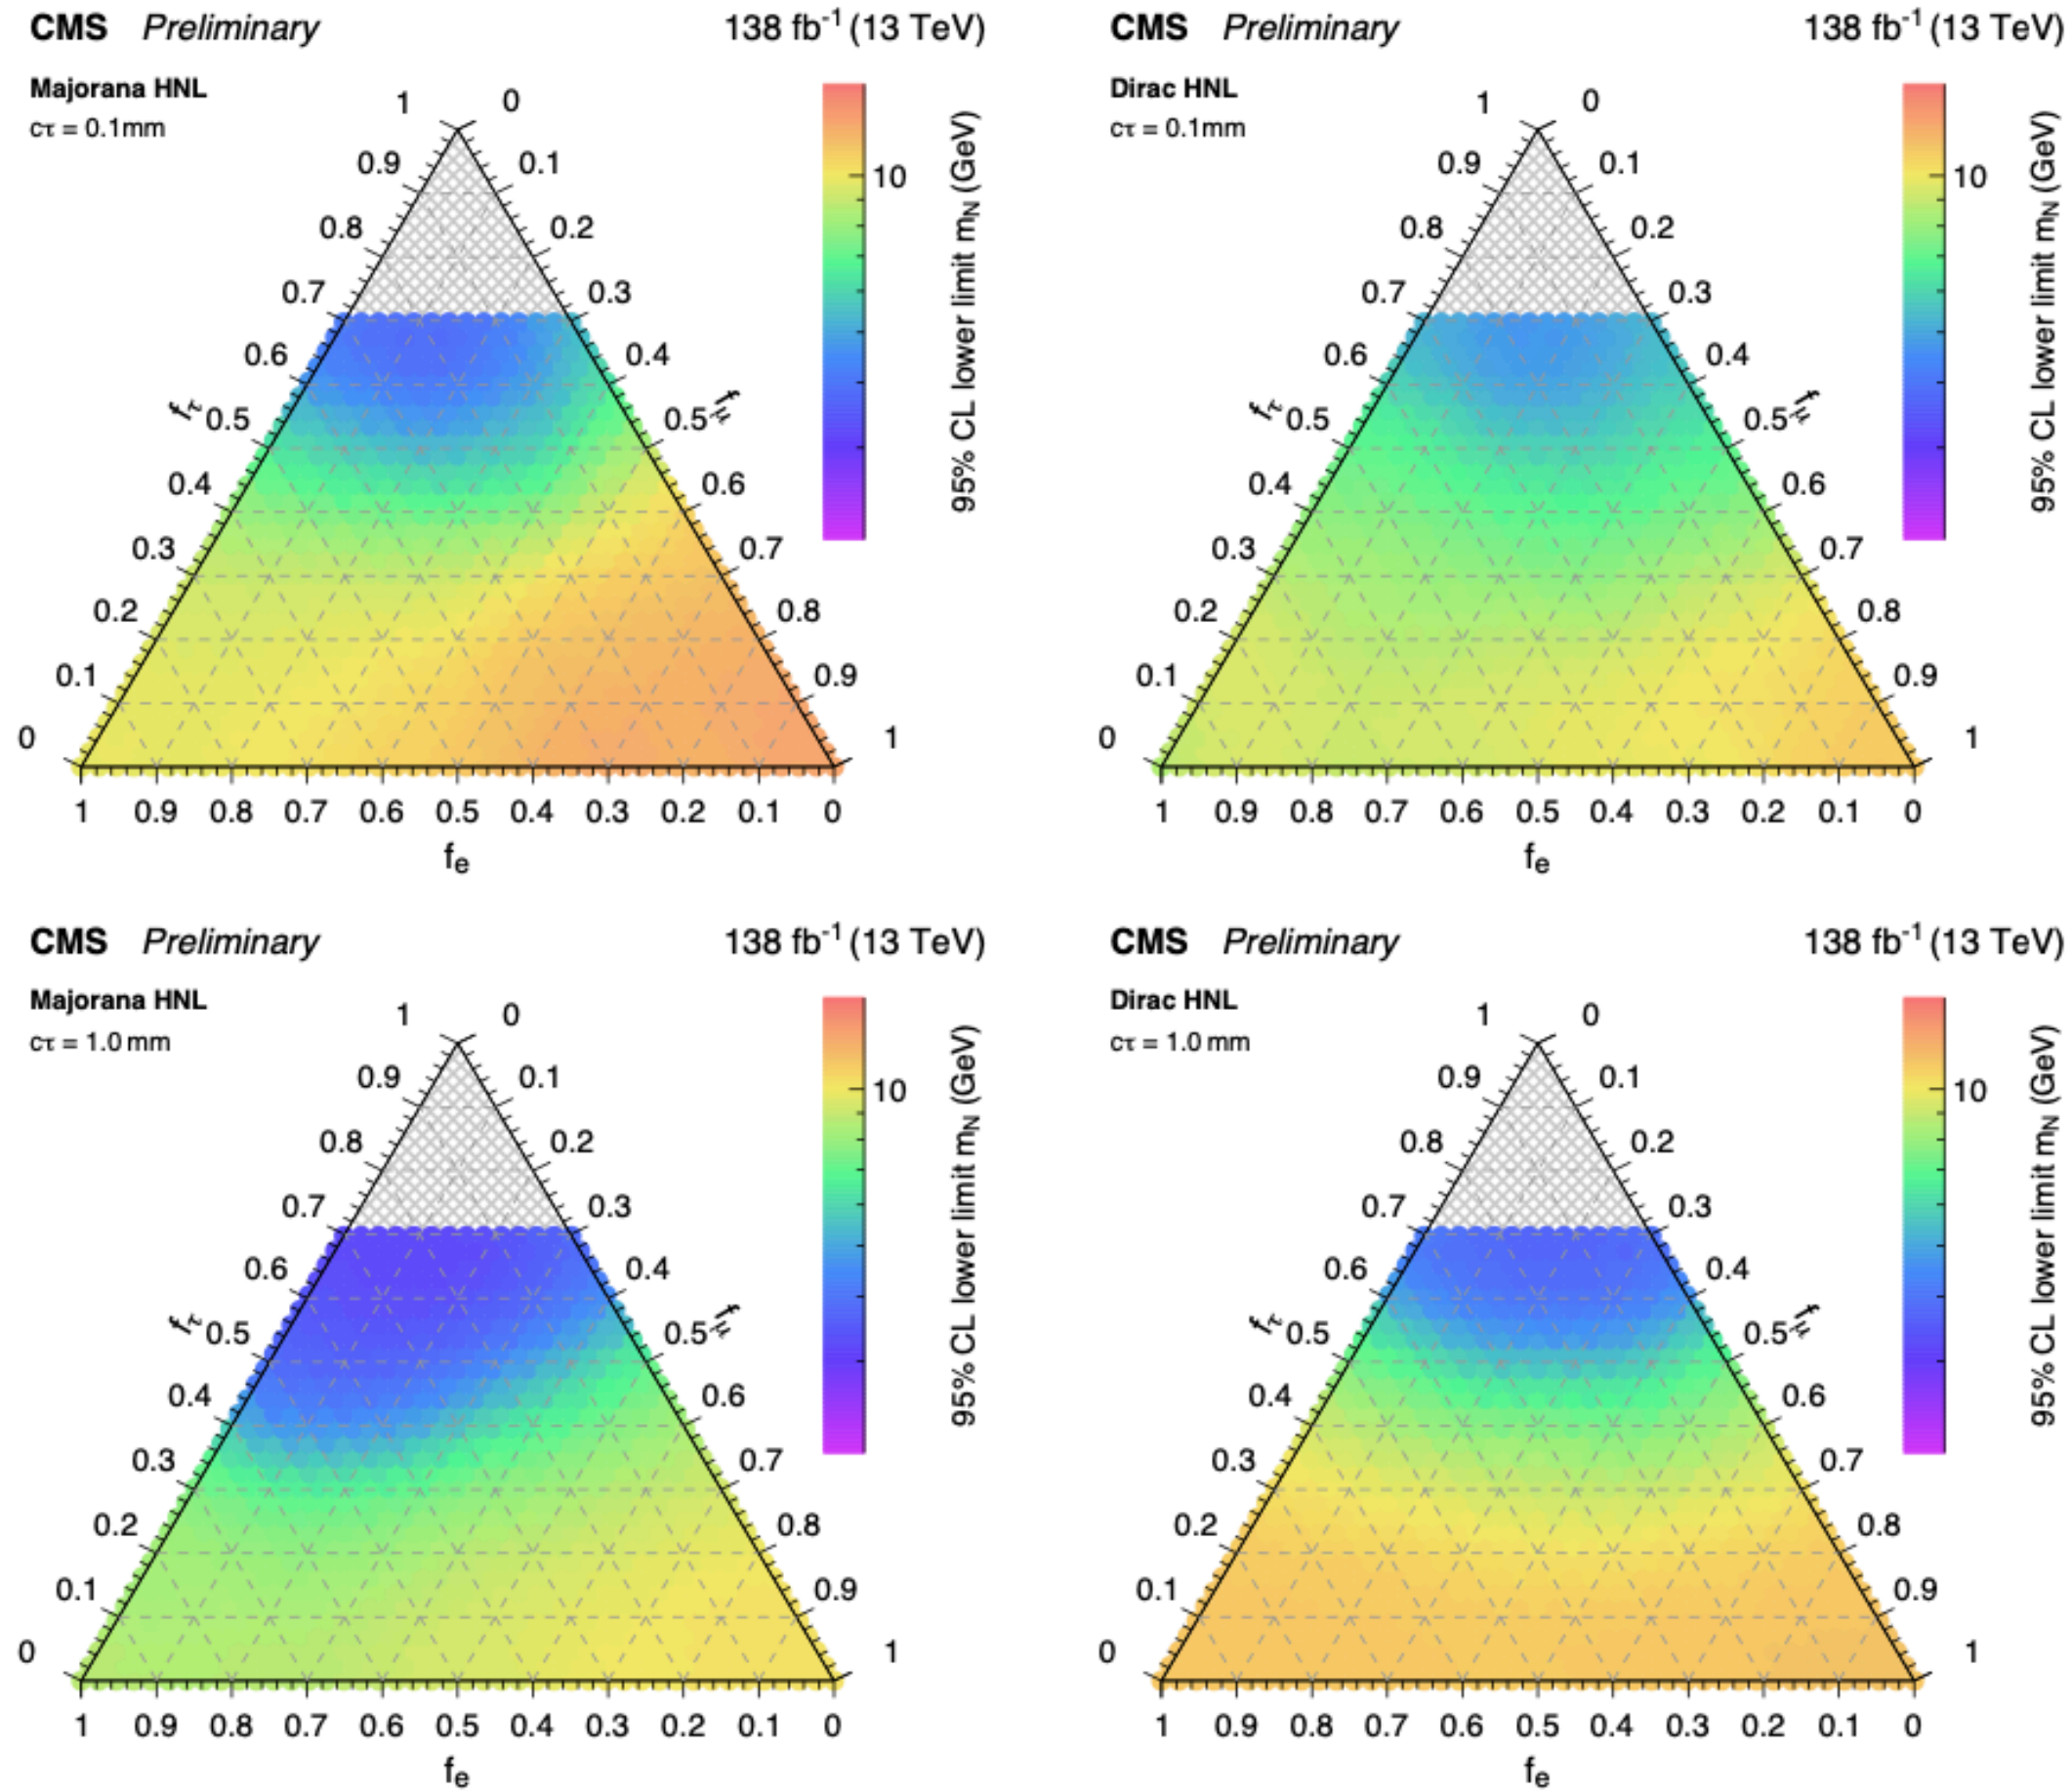 CMS Preliminary 138 fb⁻¹ (13 TeV)
Majorana HNL
cτ = 0.1mm
1 0
0.9 0.1
0.8 0.2
0.7 0.3
0.6 0.4
fτ 0.5 0.5 fμ
0.4 0.6
0.3 0.7
0.2 0.8
0.1 0.9
0 1
1 0.9 0.8 0.7 0.6 0.5 0.4 0.3 0.2 0.1 0
fe
10
95% CL lower limit mN (GeV)
CMS Preliminary 138 fb⁻¹ (13 TeV)
Dirac HNL
cτ = 0.1mm
1 0
0.9 0.1
0.8 0.2
0.7 0.3
0.6 0.4
fτ 0.5 0.5 fμ
0.4 0.6
0.3 0.7
0.2 0.8
0.1 0.9
0 1
1 0.9 0.8 0.7 0.6 0.5 0.4 0.3 0.2 0.1 0
fe
10
95% CL lower limit mN (GeV)
CMS Preliminary 138 fb⁻¹ (13 TeV)
Majorana HNL
cτ = 1.0 mm
1 0
0.9 0.1
0.8 0.2
0.7 0.3
0.6 0.4
fτ 0.5 0.5 fμ
0.4 0.6
0.3 0.7
0.2 0.8
0.1 0.9
0 1
1 0.9 0.8 0.7 0.6 0.5 0.4 0.3 0.2 0.1 0
fe
10
95% CL lower limit mN (GeV)
CMS Preliminary 138 fb⁻¹ (13 TeV)
Dirac HNL
cτ = 1.0 mm
1 0
0.9 0.1
0.8 0.2
0.7 0.3
0.6 0.4
fτ 0.5 0.5 fμ
0.4 0.6
0.3 0.7
0.2 0.8
0.1 0.9
0 1
1 0.9 0.8 0.7 0.6 0.5 0.4 0.3 0.2 0.1 0
fe
10
95% CL lower limit mN (GeV)